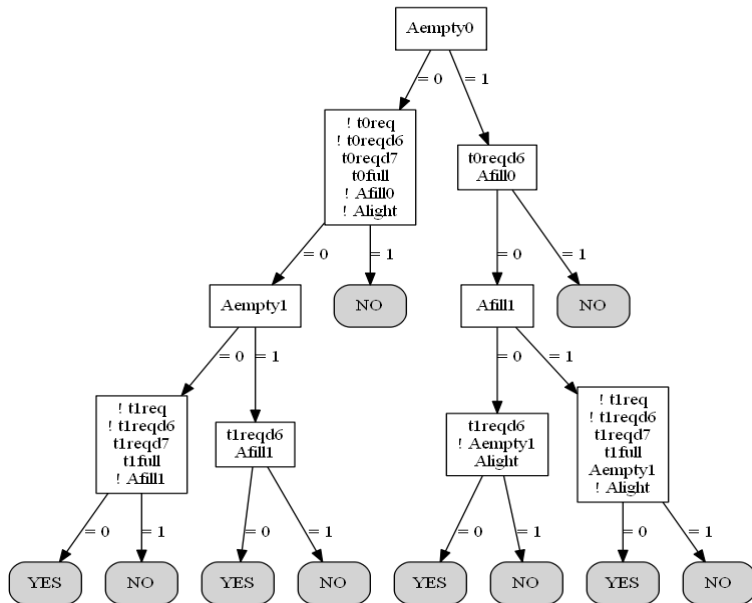 Aempty0
= 0
= 1
! t0req
! t0reqd6
t0reqd7
t0full
! Afill0
! Alight
t0reqd6
Afill0
= 0
= 1
= 0
= 1
Aempty1
NO
Afill1
NO
= 0
= 1
= 0
= 1
! t1req
! t1reqd6
t1reqd7
t1full
! Afill1
t1reqd6
Afill1
t1reqd6
! Aempty1
Alight
! t1req
! t1reqd6
t1reqd7
t1full
Aempty1
! Alight
= 0
= 1
= 0
= 1
= 0
= 1
= 0
= 1
YES
NO
YES
NO
YES
NO
YES
NO